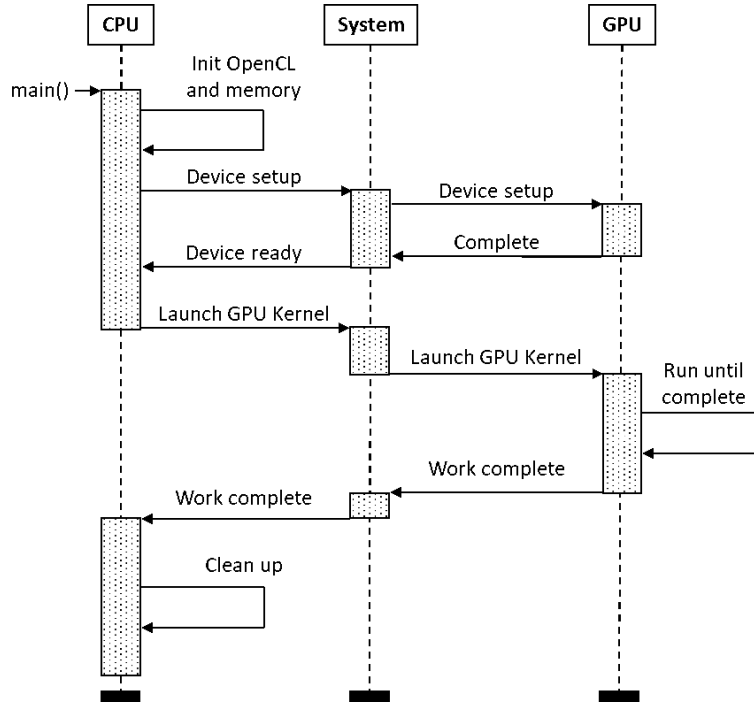 CPU
System
GPU
Init OpenCL
and memory
main()
Device setup
Device setup
Complete
Device ready
Launch GPU Kernel
Launch GPU Kernel
Run until
complete
Work complete
Work complete
Clean up